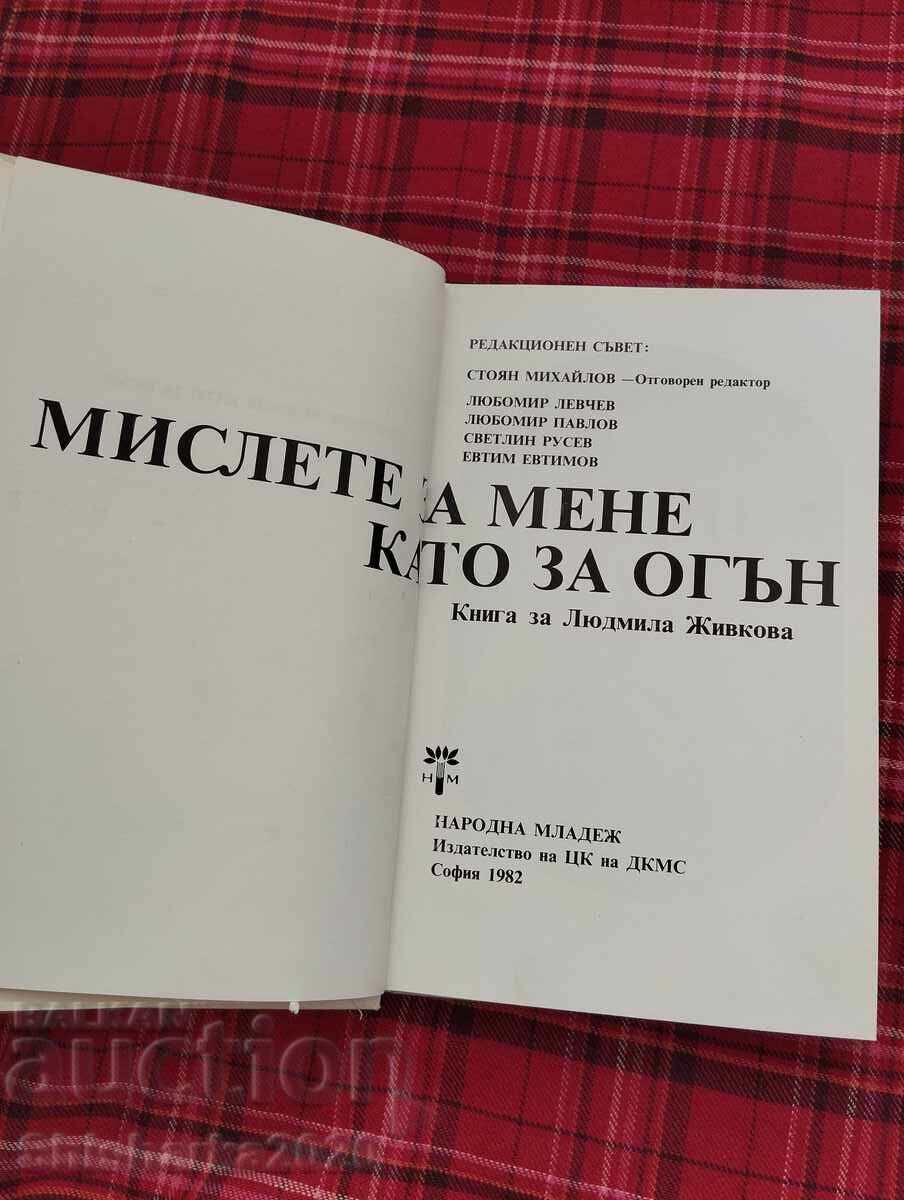 РЕДАКЦИОНЕН СЪВЕТ:
СТОЯН МИХАЙЛОВ — Отговорен редактор
ЛЮБОМИР ЛЕВЧЕВ
ЛЮБОМИР ПАВЛОВ
СВЕТЛИН РУСЕВ
ЕВТИМ ЕВТИМОВ
МИСЛЕТЕ ЗА МЕНЕ
КАТО ЗА ОГЪН
Книга за Людмила Живкова
Н М
НАРОДНА МЛАДЕЖ
Издателство на ЦК на ДКМС
София 1982
BALKAN
auction